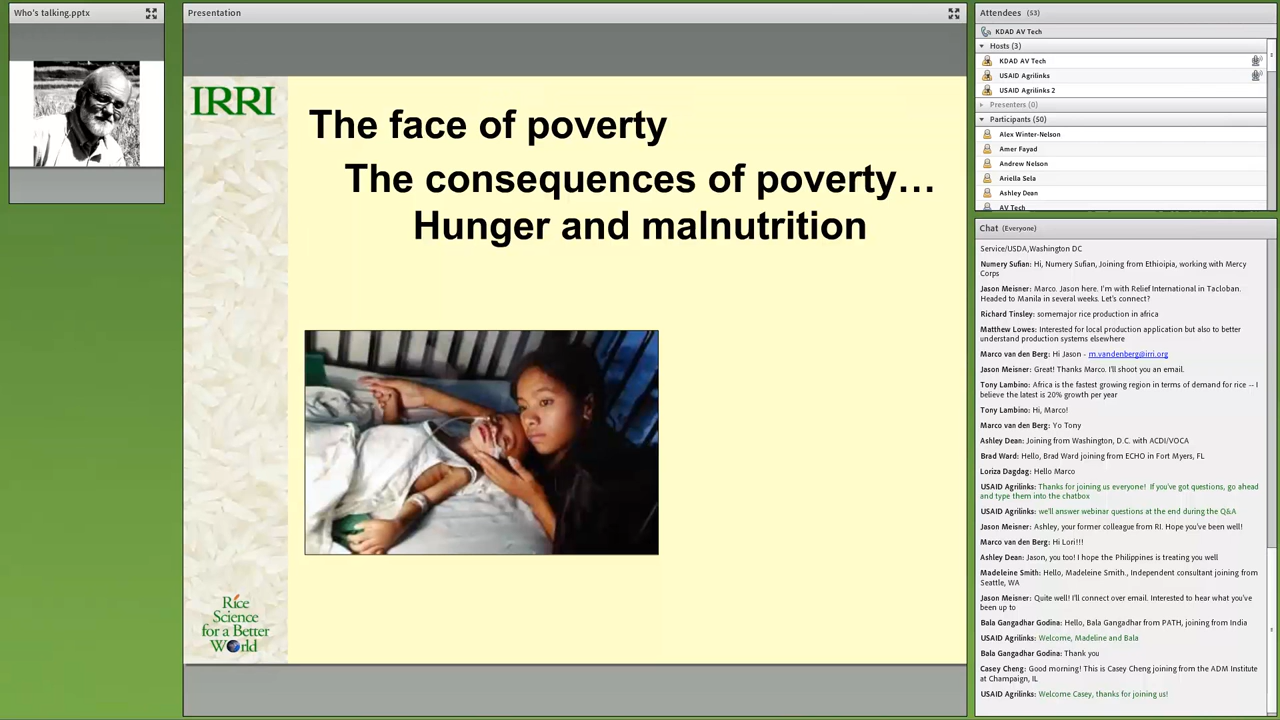 Who's talking.pptx
Presentation
IRRI
The face of poverty
The consequences of poverty…
Hunger and malnutrition
Rice
Science
for a Better
World
Attendees (53)
KDAD AV Tech
Hosts (3)
KDAD AV Tech
USAID Agrilinks
USAID Agrilinks 2
Presenters (0)
Participants (50)
Alex Winter-Nelson
Amer Fayad
Andrew Nelson
Ariella Sela
Ashley Dean
AV Tech
Chat (Everyone)
Service/USDA,Washington DC
Numery Sufian: Hi, Numery Sufian, Joining from Ethioipia, working with Mercy
Corps
Jason Meisner: Marco. Jason here. I'm with Relief International in Tacloban.
Headed to Manila in several weeks. Let's connect?
Richard Tinsley: somemajor rice production in africa
Matthew Lowes: Interested for local production application but also to better
understand production systems elsewhere
Marco van den Berg: Hi Jason - m.vandenberg@irri.org
Jason Meisner: Great! Thanks Marco. I'll shoot you an email.
Tony Lambino: Africa is the fastest growing region in terms of demand for rice -- I
believe the latest is 20% growth per year
Tony Lambino: Hi, Marco!
Marco van den Berg: Yo Tony
Ashley Dean: Joining from Washington, D.C. with ACDI/VOCA
Brad Ward: Hello, Brad Ward joining from ECHO in Fort Myers, FL
Loriza Dagdag: Hello Marco
USAID Agrilinks: Thanks for joining us everyone! If you've got questions, go ahead
and type them into the chatbox
USAID Agrilinks: we'll answer webinar questions at the end during the Q&A
Jason Meisner: Ashley, your former colleague from RI. Hope you've been well!
Marco van den Berg: Hi Lori!!!
Ashley Dean: Jason, you too! I hope the Philippines is treating you well
Madeleine Smith: Hello, Madeleine Smith., Independent consultant joining from
Seattle, WA
Jason Meisner: Quite well! I'll connect over email. Interested to hear what you've
been up to
Bala Gangadhar Godina: Hello, Bala Gangadhar from PATH, joining from India
USAID Agrilinks: Welcome, Madeline and Bala
Bala Gangadhar Godina: Thank you
Casey Cheng: Good morning! This is Casey Cheng joining from the ADM Institute
at Champaign, IL
USAID Agrilinks: Welcome Casey, thanks for joining us!